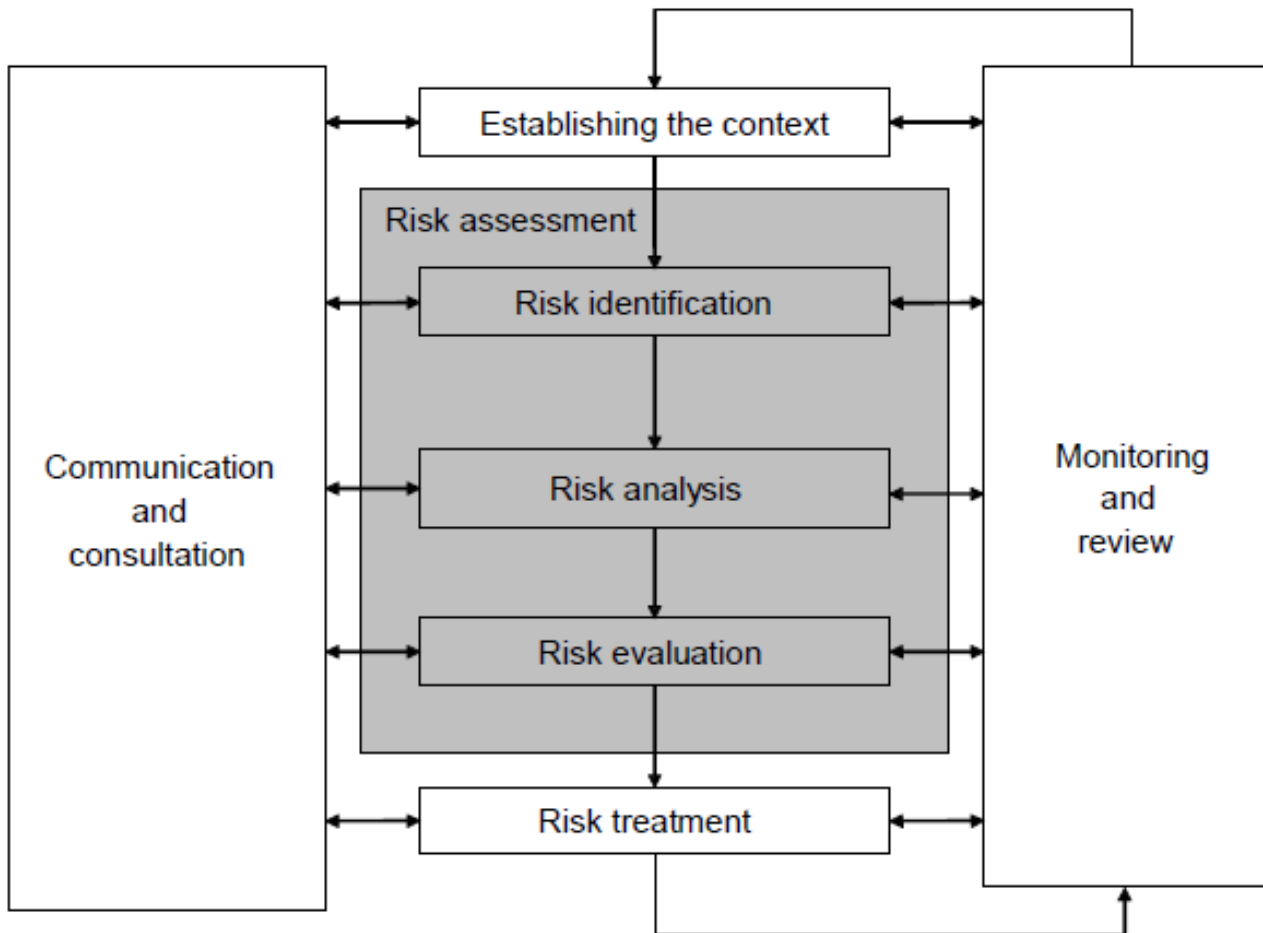 Establishing the context
Risk assessment
Risk identification
Risk analysis
Risk evaluation
Risk treatment
Communication
and
consultation
Monitoring
and
review